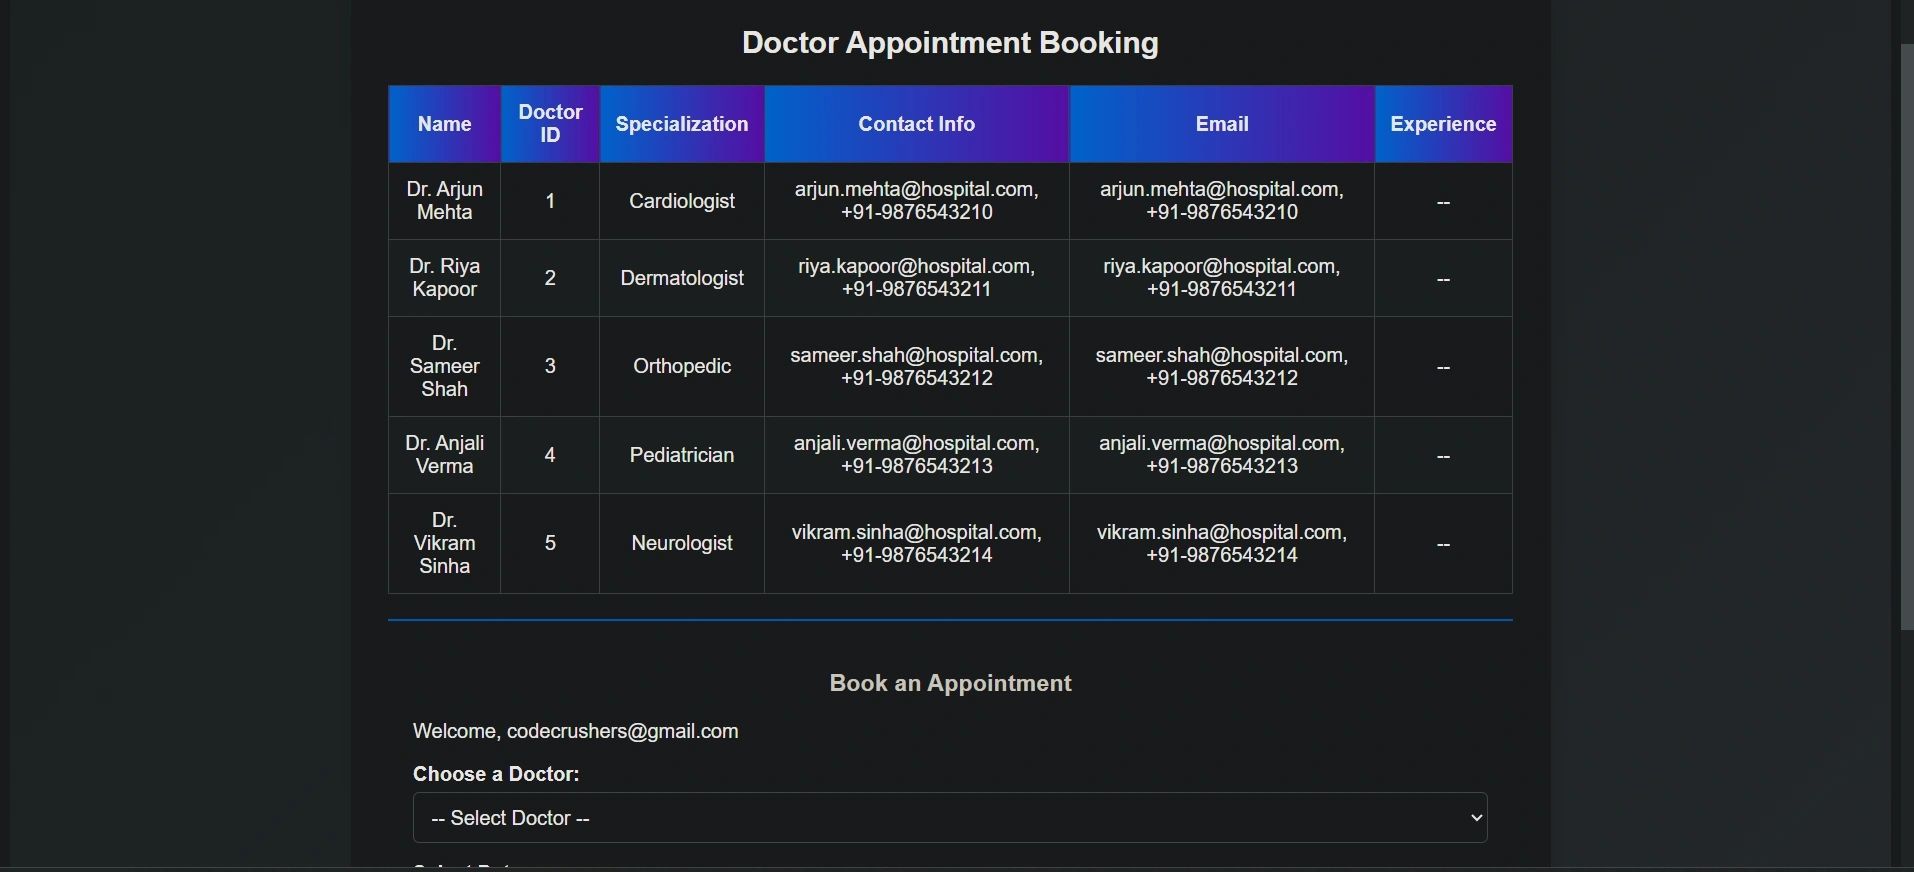 Doctor Appointment Booking
Name
Doctor
ID
Specialization
Contact Info
Email
Experience
Dr. Arjun
Mehta
1
Cardiologist
arjun.mehta@hospital.com,
+91-9876543210
arjun.mehta@hospital.com,
+91-9876543210
--
Dr. Riya
Kapoor
2
Dermatologist
riya.kapoor@hospital.com,
+91-9876543211
riya.kapoor@hospital.com,
+91-9876543211
--
Dr.
Sameer
Shah
3
Orthopedic
sameer.shah@hospital.com,
+91-9876543212
sameer.shah@hospital.com,
+91-9876543212
--
Dr. Anjali
Verma
4
Pediatrician
anjali.verma@hospital.com,
+91-9876543213
anjali.verma@hospital.com,
+91-9876543213
--
Dr.
Vikram
Sinha
5
Neurologist
vikram.sinha@hospital.com,
+91-9876543214
vikram.sinha@hospital.com,
+91-9876543214
--
Book an Appointment
Welcome, codecrushers@gmail.com
Choose a Doctor:
-- Select Doctor --